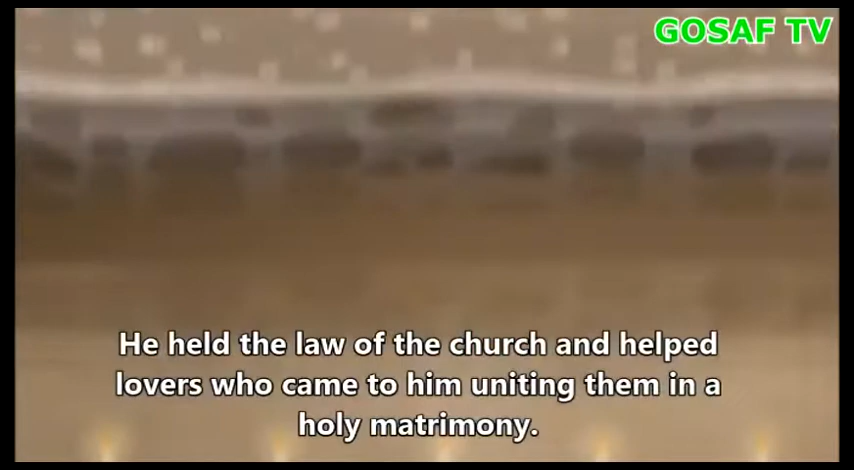 GOSAF TV
He held the law of the church and helped
lovers who came to him uniting them in a
holy matrimony.